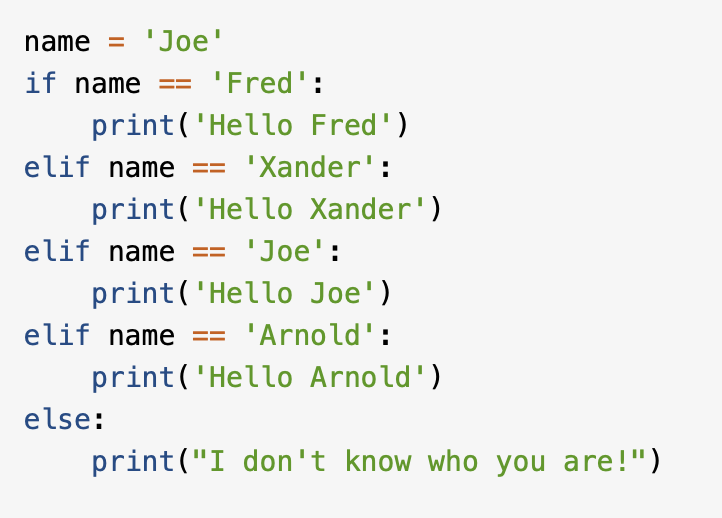 name = 'Joe'
if name == 'Fred':
    print('Hello Fred')
elif name == 'Xander':
    print('Hello Xander')
elif name == 'Joe':
    print('Hello Joe')
elif name == 'Arnold':
    print('Hello Arnold')
else:
    print("I don't know who you are!")